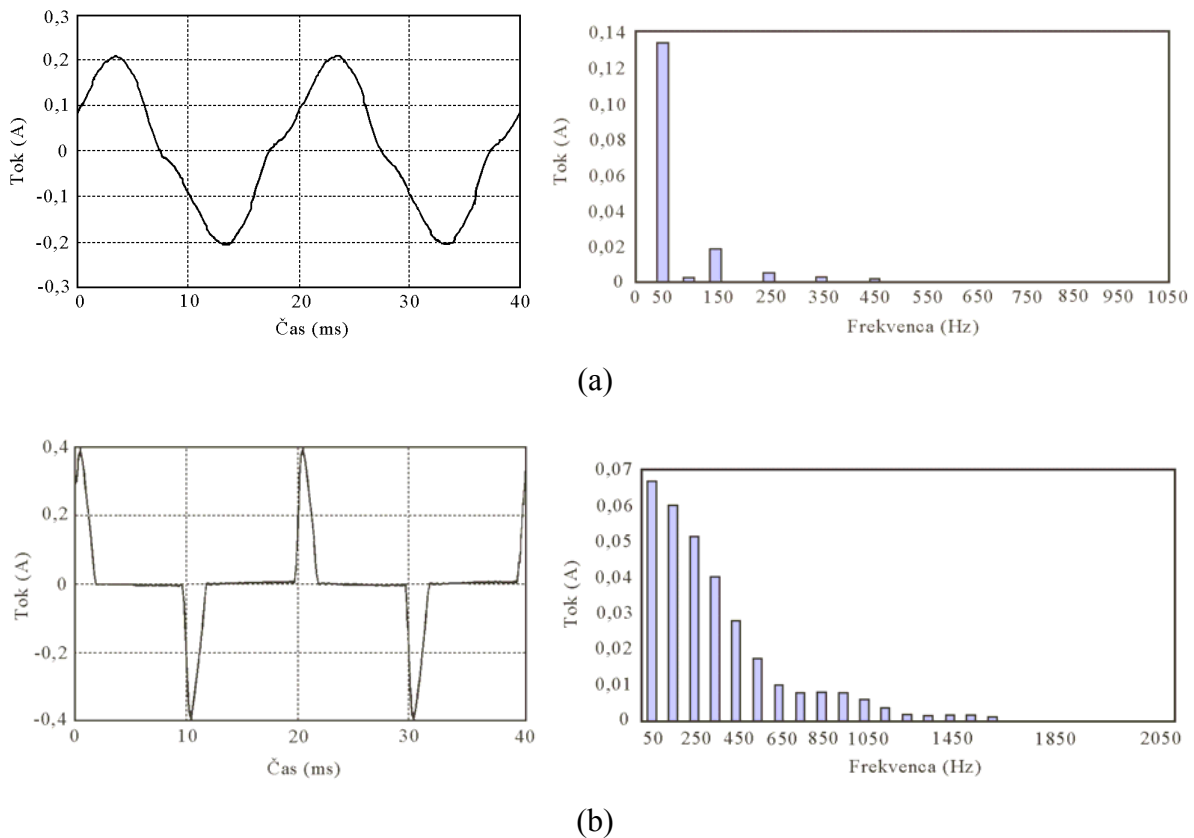 0,3
0,2
0,1
0
-0,1
-0,2
-0,3
Tok (A)
0 10 20 30 40
Čas (ms)
0,14
0,12
0,10
0,08
0,06
0,04
0,02
0
Tok (A)
0 50 150 250 350 450 550 650 750 850 950 1050
Frekvenca (Hz)
(a)
0,4
0,2
0
-0,2
-0,4
Tok (A)
0 10 20 30 40
Čas (ms)
0,07
0,06
0,05
0,04
0,03
0,02
0,01
0
Tok (A)
50 250 450 650 850 1050 1450 1850 2050
Frekvenca (Hz)
(b)